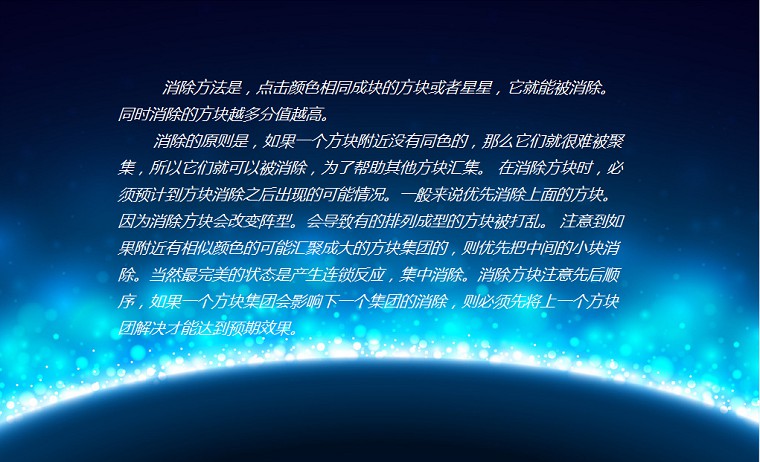 消除方法是，点击颜色相同成块的方块或者星星，它就能被消除。
同时消除的方块越多分值越高。
消除的原则是，如果一个方块附近没有同色的，那么它们就很难被聚
集，所以它们就可以被消除，为了帮助其他方块汇集。 在消除方块时，必
须预计到方块消除之后出现的可能情况。一般来说优先消除上面的方块。
因为消除方块会改变阵型。会导致有的排列成型的方块被打乱。 注意到如
果附近有相似颜色的可能汇聚成大的方块集团的，则优先把中间的小块消
除。当然最完美的状态是产生连锁反应，集中消除。消除方块注意先后顺
序，如果一个方块集团会影响下一个集团的消除，则必须先将上一个方块
团解决才能达到预期效果。